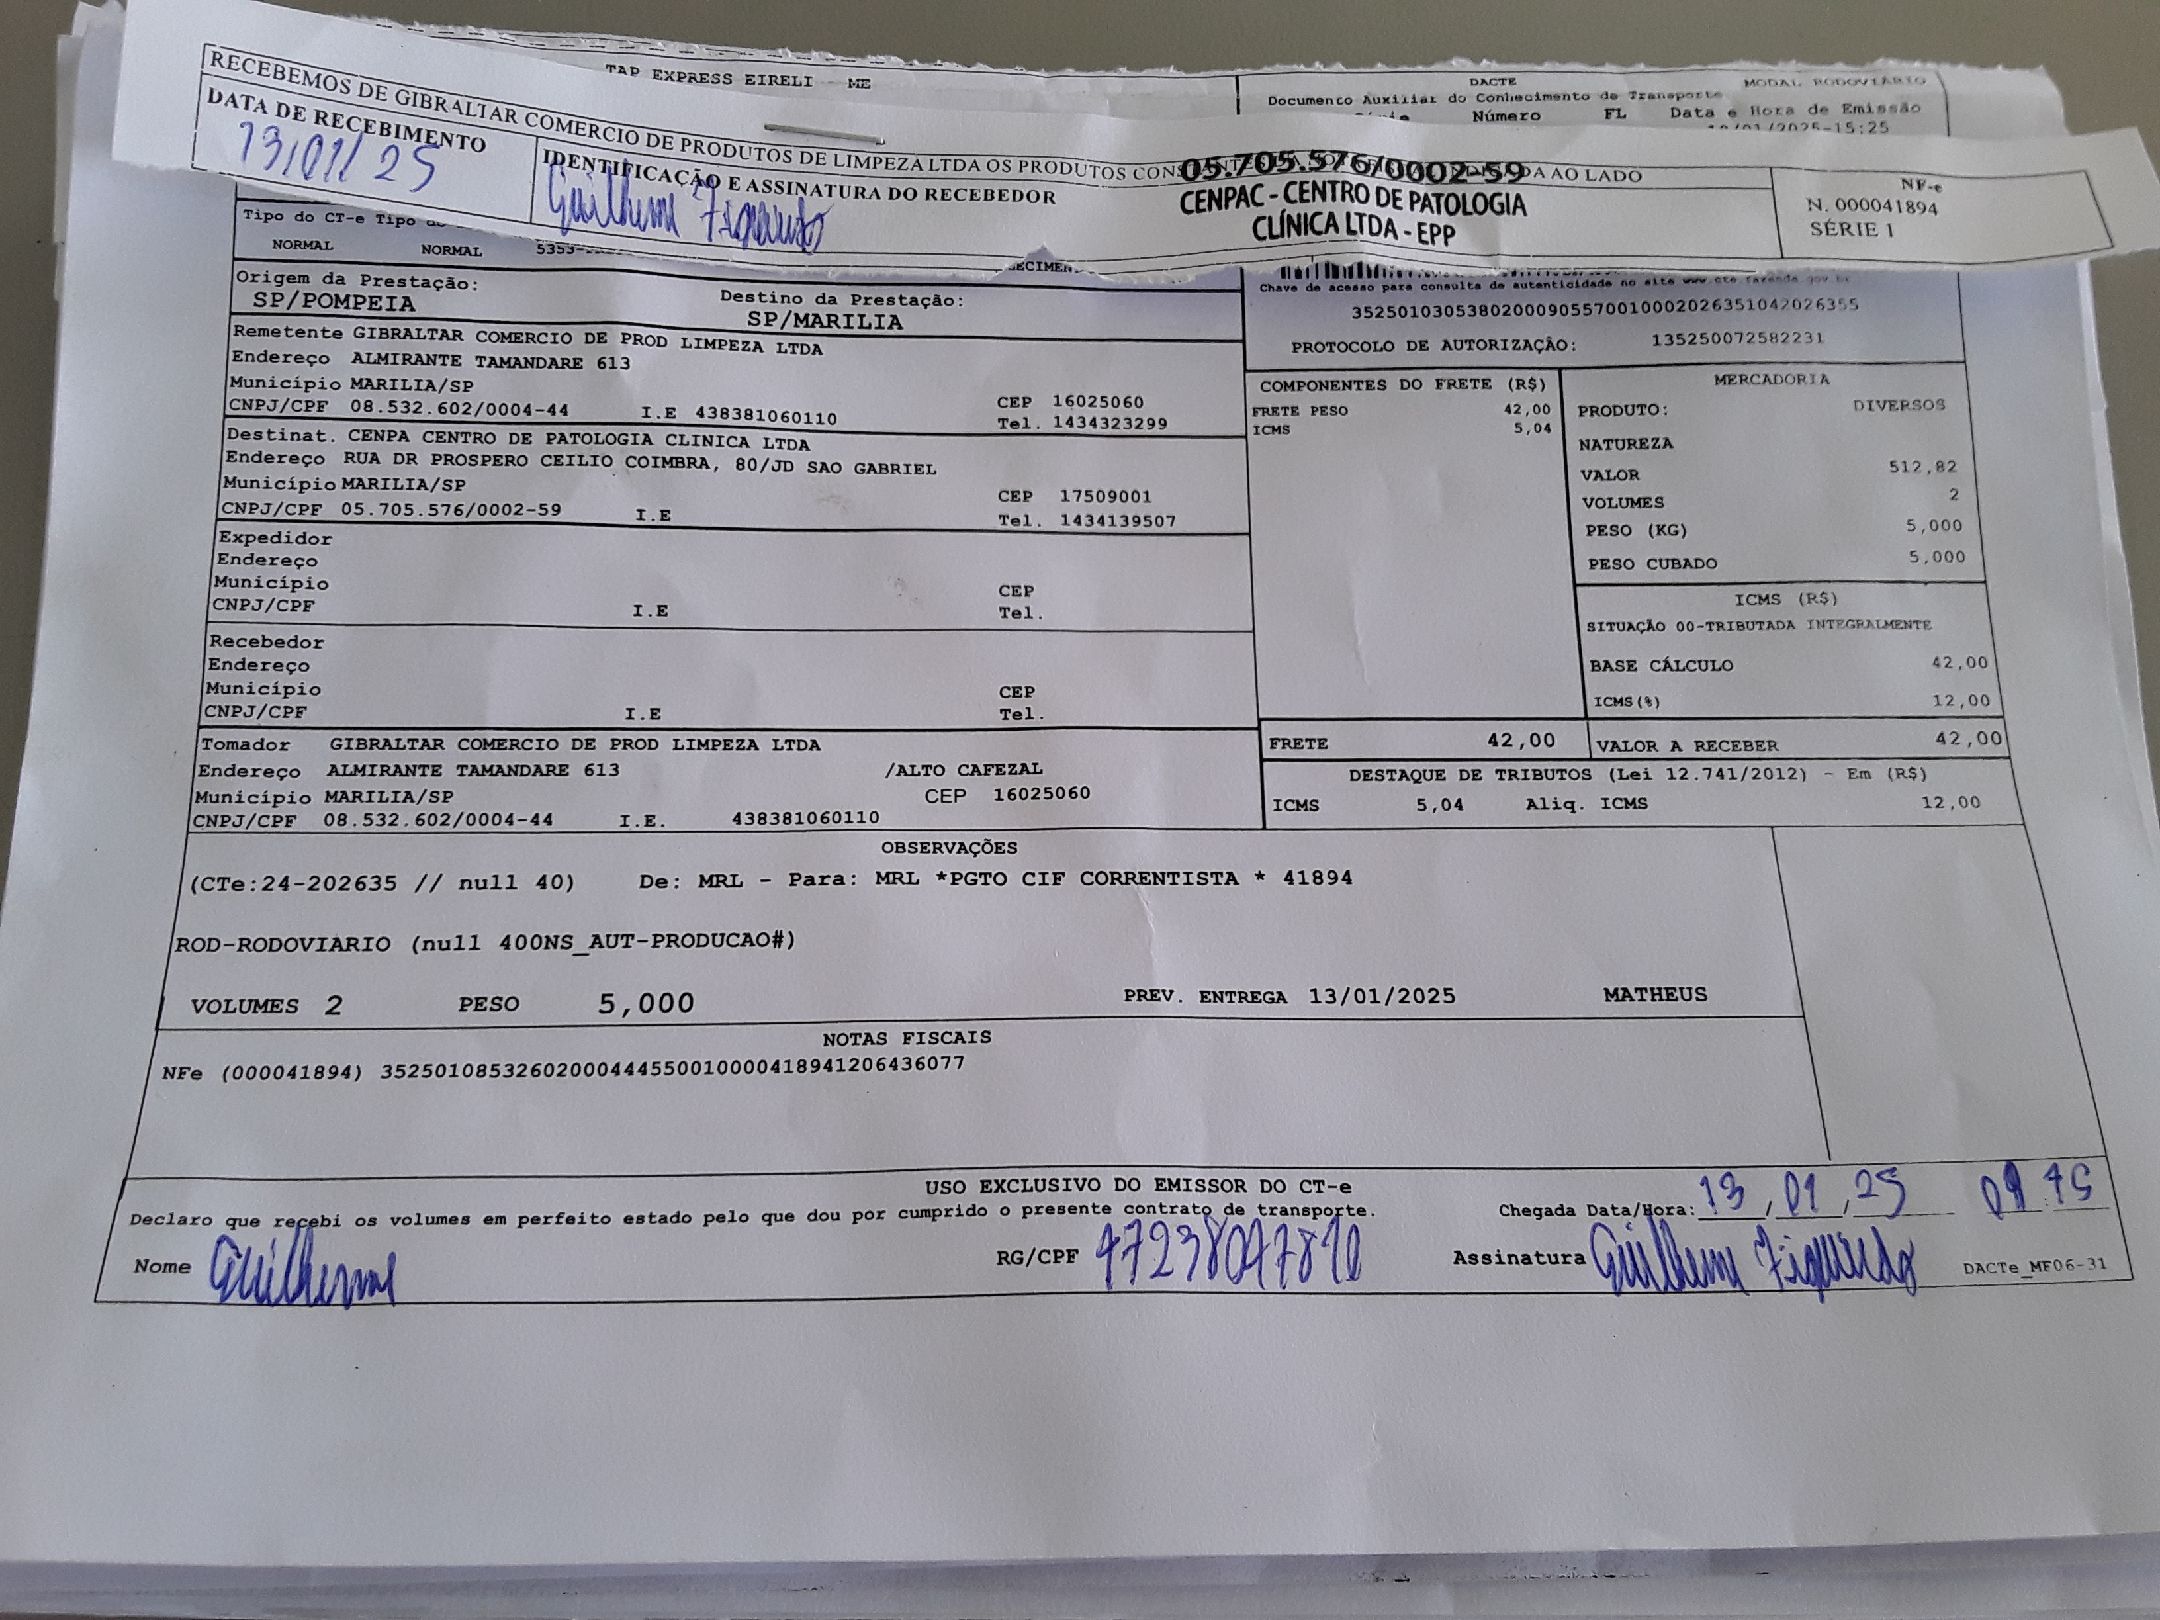 TAP EXPRESS EIRELI ME
DACTE
MODAL RODOVIÁRIO
Documento Auxiliar do Conhecimento de Transporte
Número FL Data e Hora de Emissão
/2025-15:25
RECEBEMOS DE GIBRALTAR COMERCIO DE PRODUTOS DE LIMPEZA LTDA OS PRODUTOS AO LADO
DATA DE RECEBIMENTO
13/01/25
IDENTIFICAÇÃO E ASSINATURA DO RECEBEDOR
Guilherme Figueiredo
05.705.576/0002-59
CENPAC - CENTRO DE PATOLOGIA
CLÍNICA LTDA - EPP
NF-e
N. 000041894
SÉRIE 1
Tipo do CT-e Tipo do
NORMAL NORMAL
Origem da Prestação:
SP/POMPEIA
Destino da Prestação:
SP/MARILIA
Chave de acesso para consulta de autenticidade no site www.cte.fazenda.gov.br
35250103053802000905570010002026351042026355
PROTOCOLO DE AUTORIZAÇÃO: 135250072582231
Remetente GIBRALTAR COMERCIO DE PROD LIMPEZA LTDA
Endereço ALMIRANTE TAMANDARE 613
Município MARILIA/SP
CEP 16025060
CNPJ/CPF 08.532.602/0004-44 I.E 438381060110
Tel. 1434323299
Destinat. CENPA CENTRO DE PATOLOGIA CLINICA LTDA
Endereço RUA DR PROSPERO CEILIO COIMBRA, 80/JD SAO GABRIEL
Município MARILIA/SP
CEP 17509001
CNPJ/CPF 05.705.576/0002-59 I.E
Tel. 1434139507
Expedidor
Endereço
Município
CEP
CNPJ/CPF I.E
Tel.
Recebedor
Endereço
Município
CEP
CNPJ/CPF I.E
Tel.
Tomador GIBRALTAR COMERCIO DE PROD LIMPEZA LTDA
Endereço ALMIRANTE TAMANDARE 613 /ALTO CAFEZAL
Município MARILIA/SP CEP 16025060
CNPJ/CPF 08.532.602/0004-44 I.E. 438381060110
COMPONENTES DO FRETE (R$)
FRETE PESO 42,00
ICMS 5,04
MERCADORIA
PRODUTO: DIVERSOS
NATUREZA
VALOR 512,82
VOLUMES 2
PESO (KG) 5,000
PESO CUBADO 5,000
ICMS (R$)
SITUAÇÃO 00-TRIBUTADA INTEGRALMENTE
BASE CÁLCULO 42,00
ICMS(%) 12,00
FRETE 42,00
VALOR A RECEBER 42,00
DESTAQUE DE TRIBUTOS (Lei 12.741/2012) - Em (R$)
ICMS 5,04 Aliq. ICMS 12,00
OBSERVAÇÕES
(CTe:24-202635 // null 40) De: MRL - Para: MRL *PGTO CIF CORRENTISTA * 41894
ROD-RODOVIARIO (null 400NS_AUT-PRODUCAO#)
VOLUMES 2 PESO 5,000 PREV. ENTREGA 13/01/2025 MATHEUS
NOTAS FISCAIS
NFe (000041894) 35250108532602000444550010000418941206436077
USO EXCLUSIVO DO EMISSOR DO CT-e
Declaro que recebi os volumes em perfeito estado pelo que dou por cumprido o presente contrato de transporte.
Chegada Data/Hora: 13/01/25
Nome Guilherme
RG/CPF 47238047810
Assinatura Guilherme Figueiredo
DACTe_MF06-31